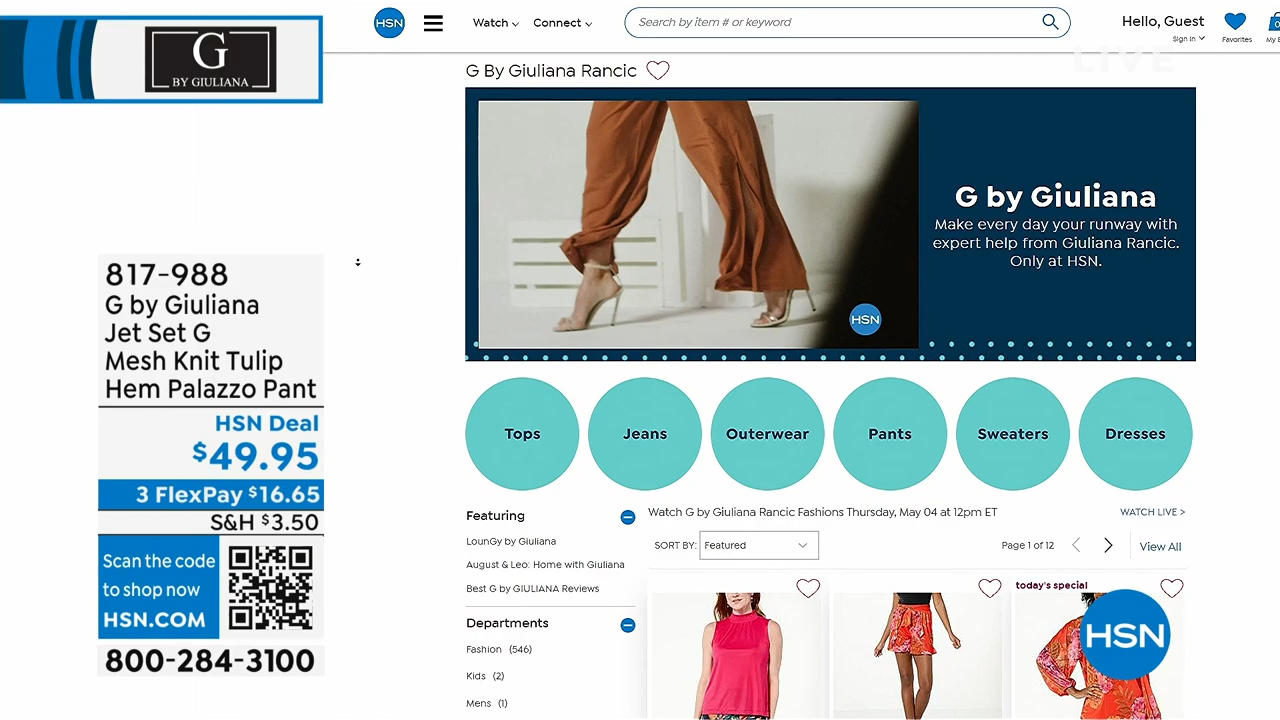 G
BY GIULIANA
HSN
Watch
Connect
Search by item # or keyword
Hello, Guest
Sign In
Favorites
0
My
LIVE
G By Giuliana Rancic
G by Giuliana
Make every day your runway with
expert help from Giuliana Rancic.
Only at HSN.
HSN
817-988
G by Giuliana
Jet Set G
Mesh Knit Tulip
Hem Palazzo Pant
HSN Deal
$49.95
3 FlexPay $16.65
S&H $3.50
Scan the code
to shop now
HSN.COM
800-284-3100
Tops
Jeans
Outerwear
Pants
Sweaters
Dresses
Featuring
LounGy by Giuliana
August & Leo: Home with Giuliana
Best G by GIULIANA Reviews
Departments
Fashion (546)
Kids (2)
Mens (1)
Watch G by Giuliana Rancic Fashions Thursday, May 04 at 12pm ET
WATCH LIVE >
SORT BY: Featured
Page 1 of 12
View All
today's special
HSN